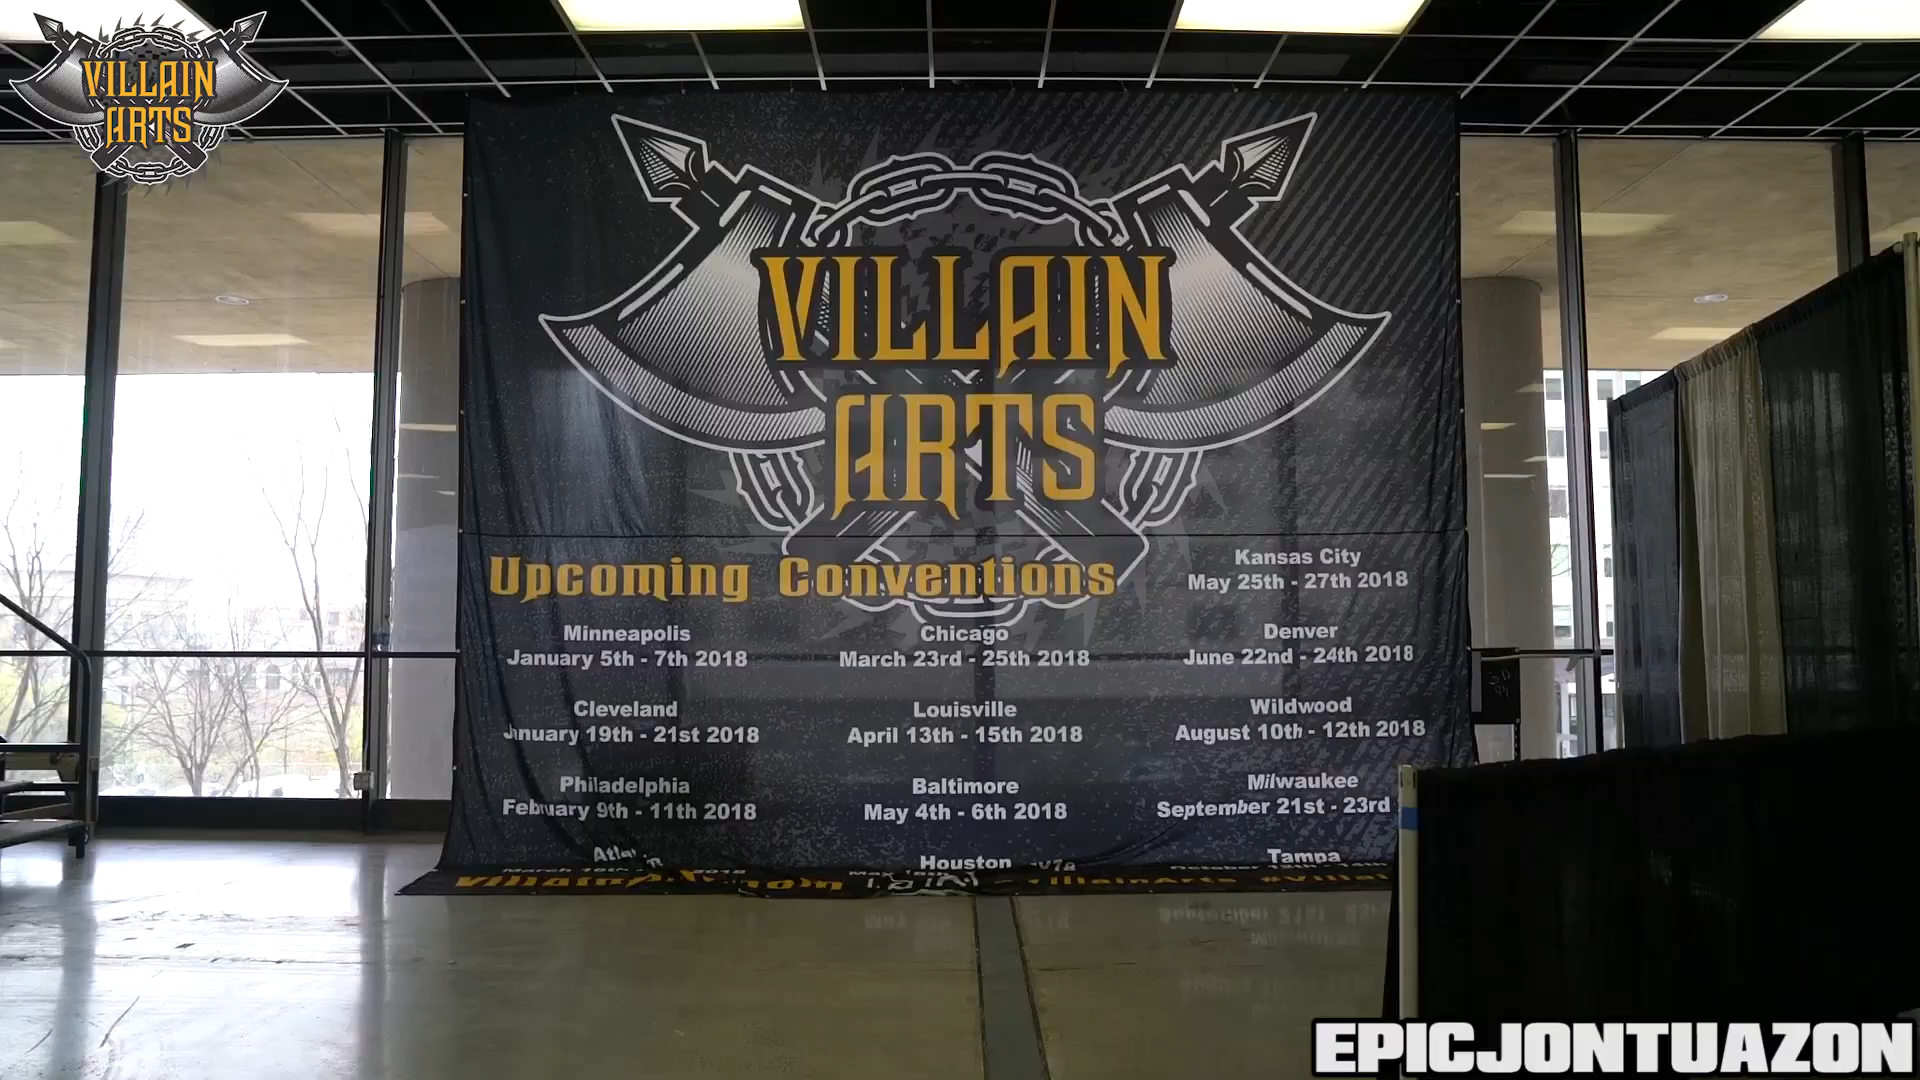 VILLAIN
ARTS
VILLAIN
ARTS
Upcoming Conventions
Minneapolis
January 5th - 7th 2018
Cleveland
January 19th - 21st 2018
Philadelphia
February 9th - 11th 2018
Chicago
March 23rd - 25th 2018
Louisville
April 13th - 15th 2018
Baltimore
May 4th - 6th 2018
Houston
Kansas City
May 25th - 27th 2018
Denver
June 22nd - 24th 2018
Wildwood
August 10th - 12th 2018
Milwaukee
September 21st - 23rd
Tampa
EPICJONTUAZON